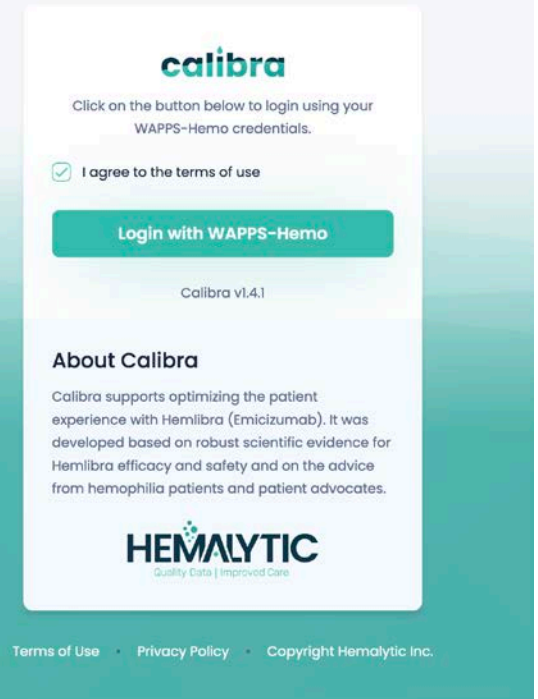 calibra
Click on the button below to login using your
WAPPS-Hemo credentials.
I agree to the terms of use
Login with WAPPS-Hemo
Calibra v1.4.1
About Calibra
Calibra supports optimizing the patient
experience with Hemlibra (Emicizumab). It was
developed based on robust scientific evidence for
Hemlibra efficacy and safety and on the advice
from hemophilia patients and patient advocates.
HEMALYTIC
Quality Data | Improved Care
Terms of Use • Privacy Policy • Copyright Hemalytic Inc.